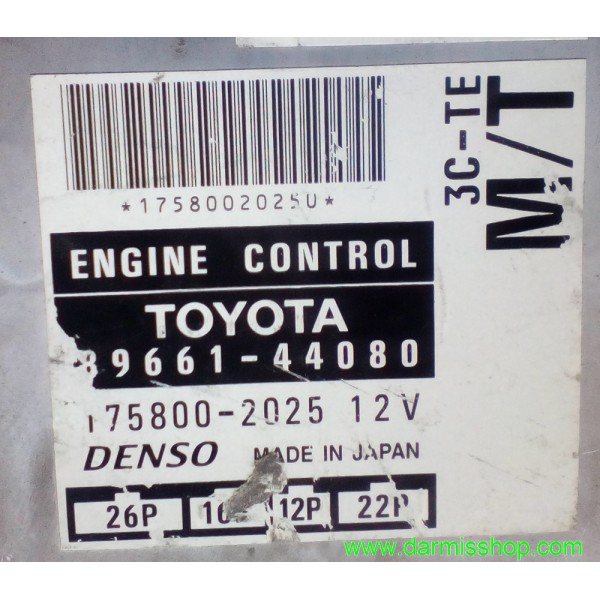 *1758002025U*
3C-TE
M/T
ENGINE CONTROL
TOYOTA
89661-44080
175800-2025 12V
DENSO MADE IN JAPAN
26P 16 12P 22P
www.darmisshop.com